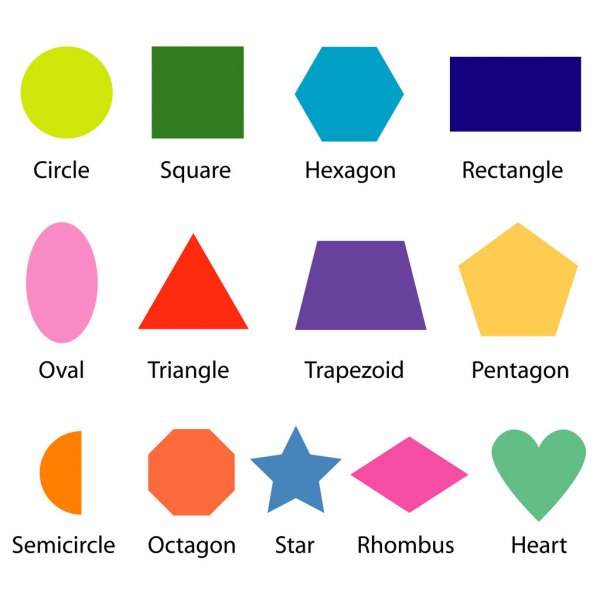 Circle Square Hexagon Rectangle
Oval Triangle Trapezoid Pentagon
Semicircle Octagon Star Rhombus Heart